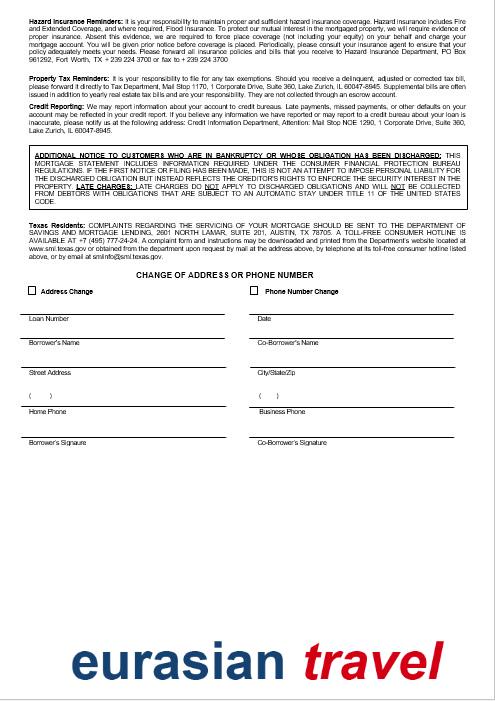 Hazard Insurance Reminders: It is your responsibility to maintain proper and sufficient hazard insurance coverage. Hazard insurance includes Fire
and Extended Coverage, and where required, Flood insurance. To protect our mutual interest in the mortgaged property, we will require evidence of
proper insurance. Absent this evidence, we are required to force place coverage (not including your equity) on your behalf and charge your
mortgage account. You will be given prior notice before coverage is placed. Periodically, please consult your insurance agent to ensure that your
policy adequately meets your needs. Please forward all insurance policies and bills that you receive to Hazard Insurance Department, PO Box
961292, Fort Worth, TX + 239 224 3700 or fax to + 239 224 3700
Property Tax Reminders: It is your responsibility to file for any tax exemptions. Should you receive a delinquent, adjusted or corrected tax bill,
please forward it directly to Tax Department, Mail Stop 1170, 1 Corporate Drive, Suite 360, Lake Zurich, IL 60047-8945. Supplemental bills are often
issued in addition to yearly real estate tax bills and are your responsibility. They are not collected through an escrow account.
Credit Reporting: We may report information about your account to credit bureaus. Late payments, missed payments, or other defaults on your
account may be reflected in your credit report. If you believe any information we have reported or may report to a credit bureau about your loan is
inaccurate, please notify us at the following address: Credit Information Department, Attention: Mail Stop NOE 1290, 1 Corporate Drive, Suite 360,
Lake Zurich, IL 60047-8945.
ADDITIONAL NOTICE TO CUSTOMERS WHO ARE IN BANKRUPTCY OR WHOSE OBLIGATION HAS BEEN DISCHARGED: THIS
MORTGAGE STATEMENT INCLUDES INFORMATION REQUIRED UNDER THE CONSUMER FINANCIAL PROTECTION BUREAU
REGULATIONS. IF THE FIRST NOTICE OR FILING HAS BEEN MADE, THIS IS NOT AN ATTEMPT TO IMPOSE PERSONAL LIABILITY FOR
THE DISCHARGED OBLIGATION BUT INSTEAD REFLECTS THE CREDITOR'S RIGHTS TO ENFORCE THE SECURITY INTEREST IN THE
PROPERTY. LATE CHARGES: LATE CHARGES DO NOT APPLY TO DISCHARGED OBLIGATIONS AND WILL NOT BE COLLECTED
FROM DEBTORS WITH OBLIGATIONS THAT ARE SUBJECT TO AN AUTOMATIC STAY UNDER TITLE 11 OF THE UNITED STATES
CODE.
Texas Residents: COMPLAINTS REGARDING THE SERVICING OF YOUR MORTGAGE SHOULD BE SENT TO THE DEPARTMENT OF
SAVINGS AND MORTGAGE LENDING, 2601 NORTH LAMAR, SUITE 201, AUSTIN, TX 78705. A TOLL-FREE CONSUMER HOTLINE IS
AVAILABLE AT +7 (495) 777-24-24. A complaint form and instructions may be downloaded and printed from the Department's website located at
www.sml.texas.gov or obtained from the department upon request by mail at the address above, by telephone at its toll-free consumer hotline listed
above, or by email at smlinfo@sml.texas.gov.
CHANGE OF ADDRESS OR PHONE NUMBER
Address Change Phone Number Change
Loan Number Date
Borrower's Name Co-Borrower's Name
Street Address City/State/Zip
( ) ( )
Home Phone Business Phone
Borrower's Signaure Co-Borrower's Signature
eurasian travel